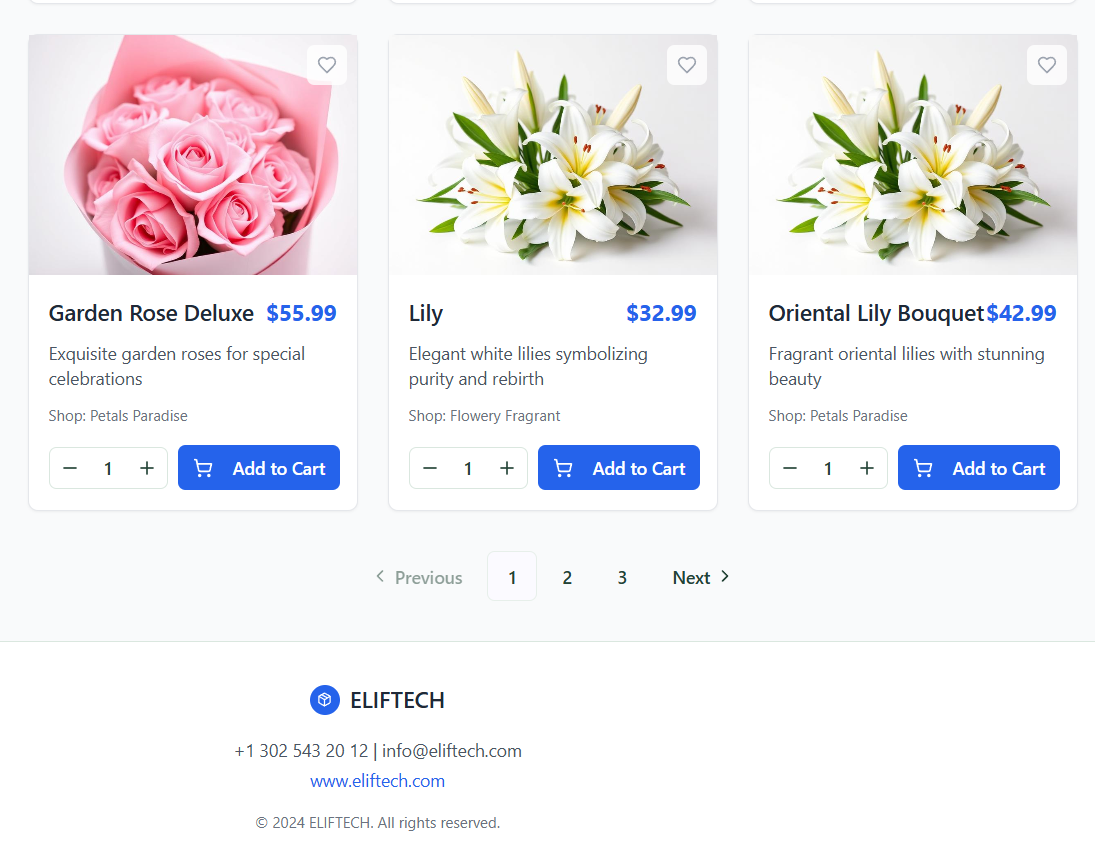 Garden Rose Deluxe $55.99
Exquisite garden roses for special
celebrations
Shop: Petals Paradise
1
Add to Cart
Lily $32.99
Elegant white lilies symbolizing
purity and rebirth
Shop: Flowery Fragrant
1
Add to Cart
Oriental Lily Bouquet $42.99
Fragrant oriental lilies with stunning
beauty
Shop: Petals Paradise
1
Add to Cart
Previous 1 2 3 Next
ELIFTECH
+1 302 543 20 12 | info@eliftech.com
www.eliftech.com
© 2024 ELIFTECH. All rights reserved.